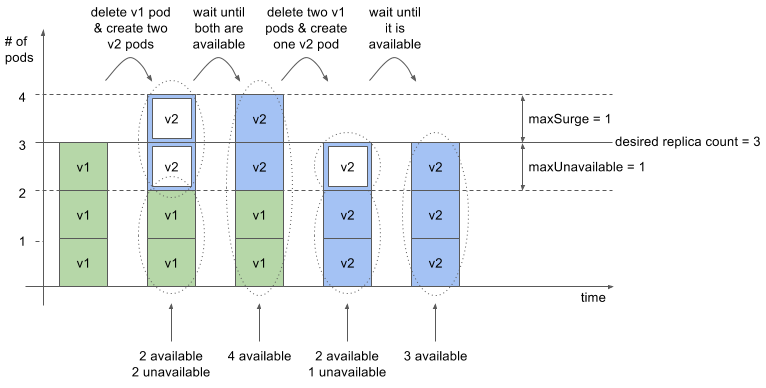 delete v1 pod
& create two
v2 pods
wait until
both are
available
delete two v1
pods & create
one v2 pod
wait until
it is
available
# of
pods
4
3
2
1
v1
v1
v1
v2
v2
v1
v1
v2
v2
v1
v1
v2
v2
v2
v2
v2
v2
maxSurge = 1
desired replica count = 3
maxUnavailable = 1
time
2 available
2 unavailable
4 available
2 available
1 unavailable
3 available